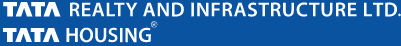 TATA REALTY AND INFRASTRUCTURE LTD.
TATA HOUSING®